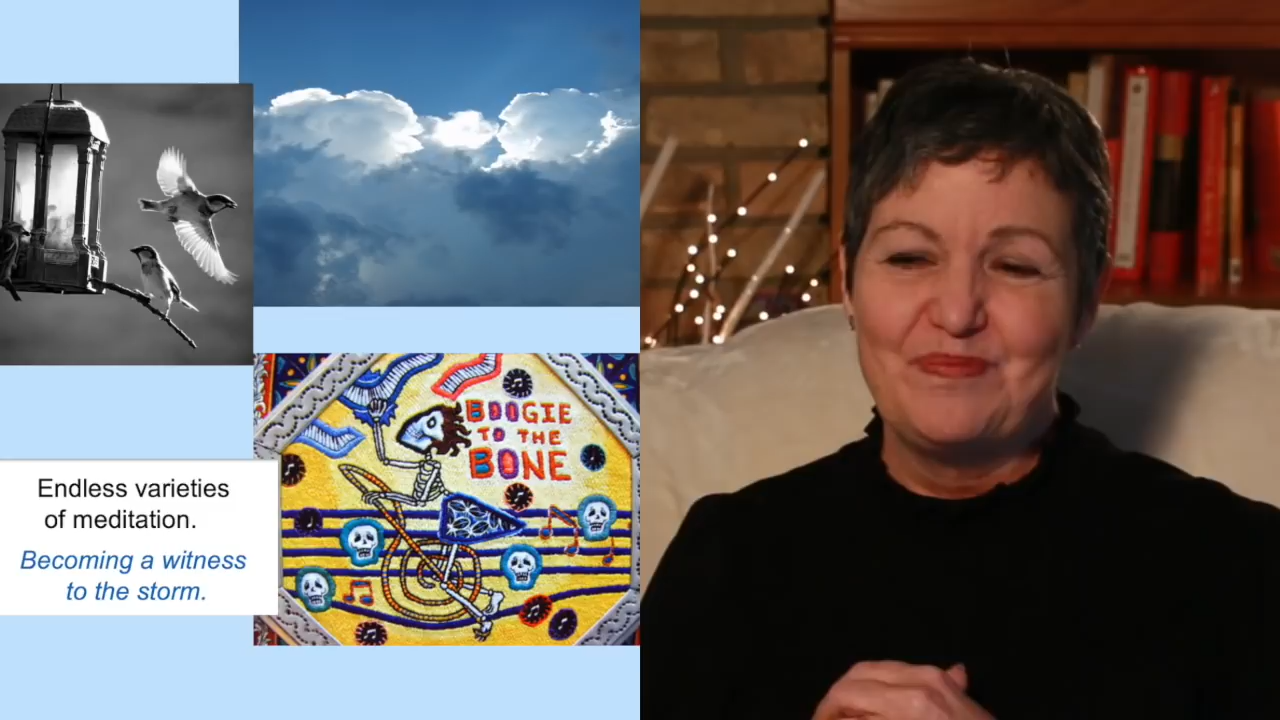 BOOGIE
TO THE
BONE
Endless varieties
of meditation.
Becoming a witness
to the storm.